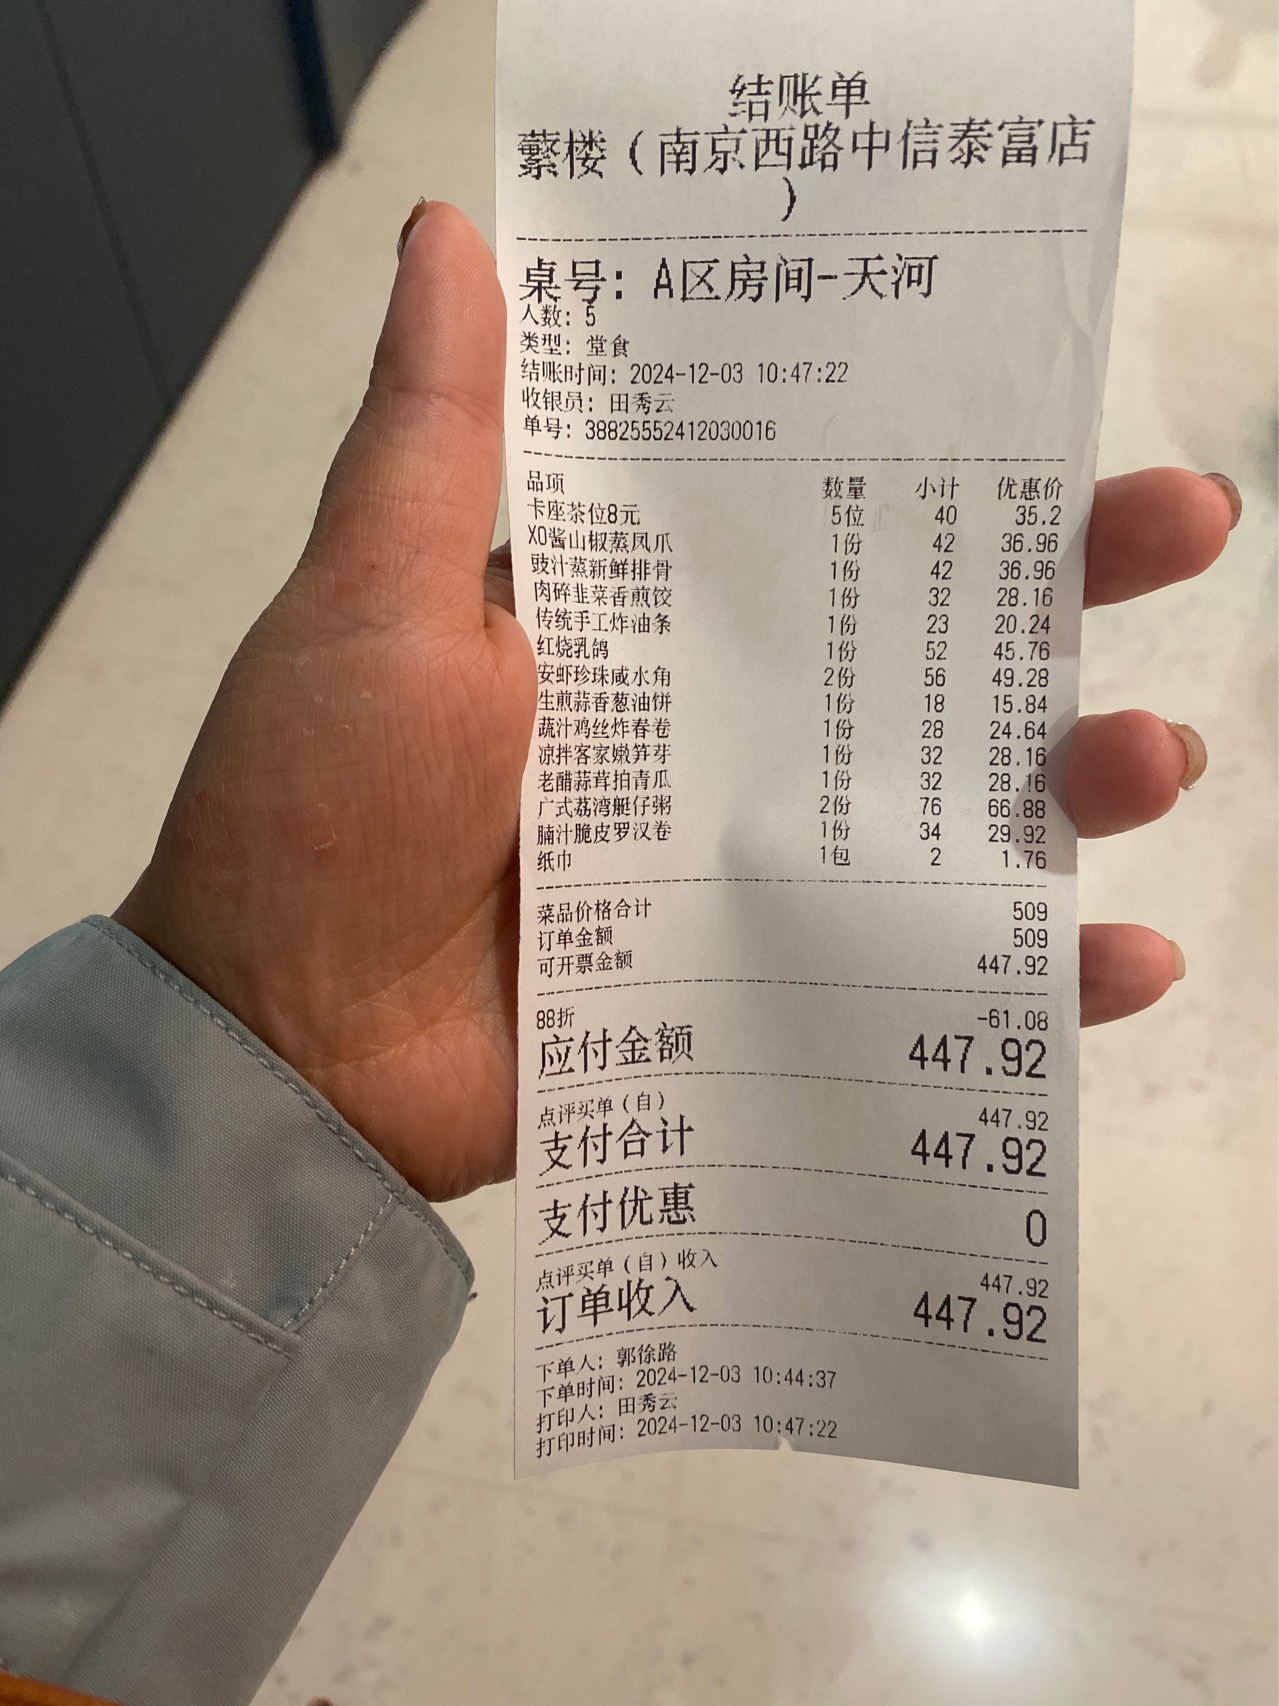 结账单
蘩楼（南京西路中信泰富店
）
桌号: A区房间-天河
人数: 5
类型: 堂食
结账时间: 2024-12-03 10:47:22
收银员: 田秀云
单号: 38825552412030016
品项 数量 小计 优惠价
卡座茶位8元 5位 40 35.2
XO酱山椒蒸凤爪 1份 42 36.96
豉汁蒸新鲜排骨 1份 42 36.96
肉碎韭菜香煎饺 1份 32 28.16
传统手工炸油条 1份 23 20.24
红烧乳鸽 1份 52 45.76
安虾珍珠咸水角 2份 56 49.28
生煎蒜香葱油饼 1份 18 15.84
蔬汁鸡丝炸春卷 1份 28 24.64
凉拌客家嫩笋芽 1份 32 28.16
老醋蒜茸拍青瓜 1份 32 28.16
广式荔湾艇仔粥 2份 76 66.88
腩汁脆皮罗汉卷 1份 34 29.92
纸巾 1包 2 1.76
菜品价格合计 509
订单金额 509
可开票金额 447.92
88折 -61.08
应付金额 447.92
点评买单（自） 447.92
支付合计 447.92
支付优惠 0
点评买单（自）收入 447.92
订单收入 447.92
下单人: 郭徐路
下单时间: 2024-12-03 10:44:37
打印人: 田秀云
打印时间: 2024-12-03 10:47:22